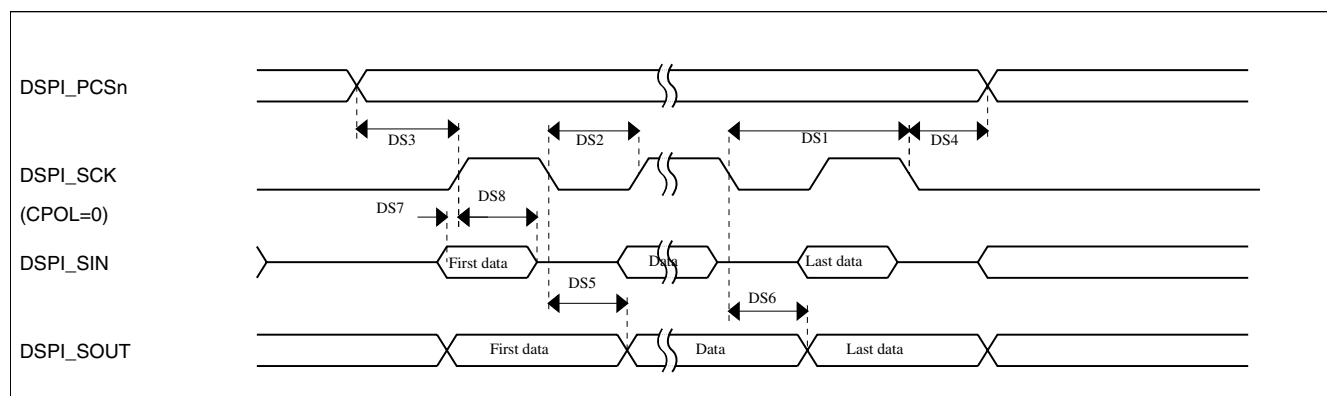 DSPI_PCSn
DS3
DS2
DS1
DS4
DSPI_SCK
(CPOL=0)
DS7
DS8
DSPI_SIN
First data
Data
Last data
DS5
DS6
DSPI_SOUT
First data
Data
Last data